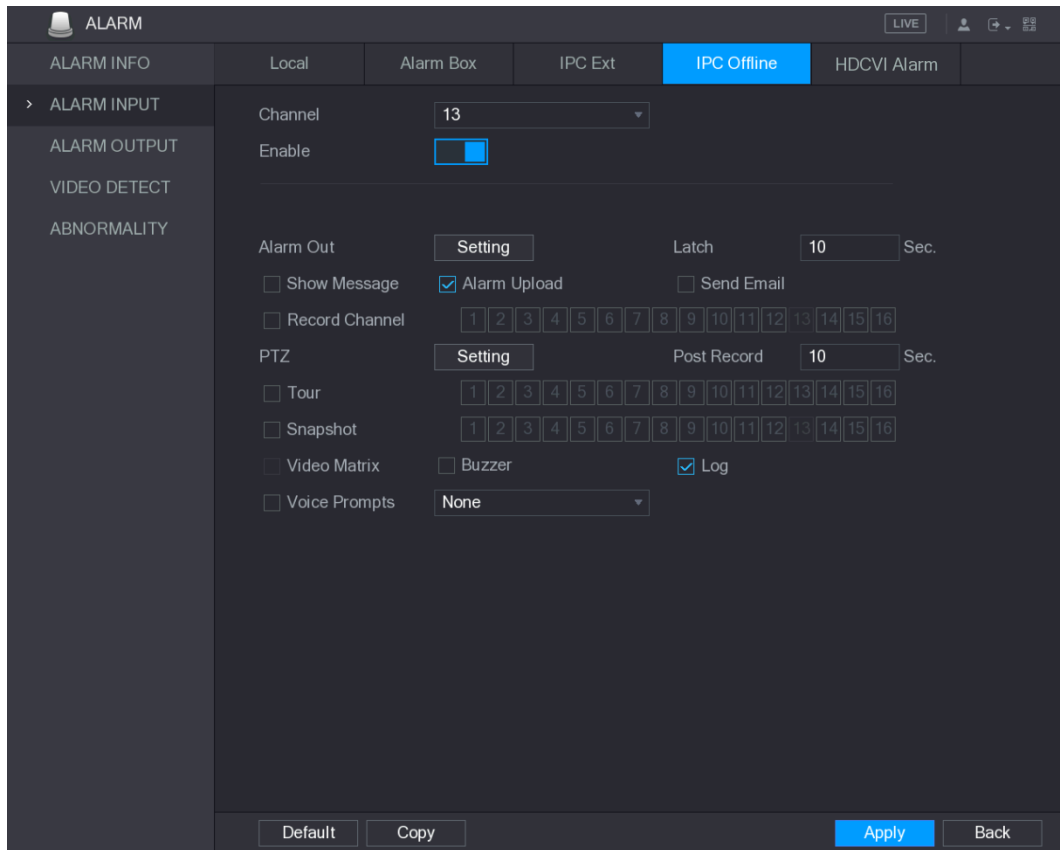 ALARM LIVE
ALARM INFO Local Alarm Box IPC Ext IPC Offline HDCVI Alarm
> ALARM INPUT Channel 13
ALARM OUTPUT Enable
VIDEO DETECT
ABNORMALITY
Alarm Out Setting Latch 10 Sec.
Show Message Alarm Upload Send Email
Record Channel 1 2 3 4 5 6 7 8 9 10 11 12 13 14 15 16
PTZ Setting Post Record 10 Sec.
Tour 1 2 3 4 5 6 7 8 9 10 11 12 13 14 15 16
Snapshot 1 2 3 4 5 6 7 8 9 10 11 12 13 14 15 16
Video Matrix Buzzer Log
Voice Prompts None
Default Copy Apply Back